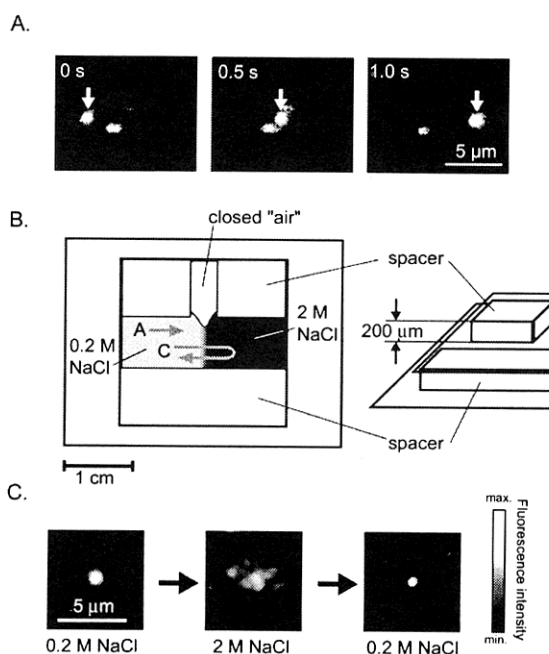 A.
0 s
0.5 s
1.0 s
5 µm
B.
closed "air"
spacer
2 M
NaCl
A
0.2 M
NaCl
C
200 µm
spacer
1 cm
C.
.5 µm
0.2 M NaCl
2 M NaCl
0.2 M NaCl
max.
Fluorescence intensity
min.